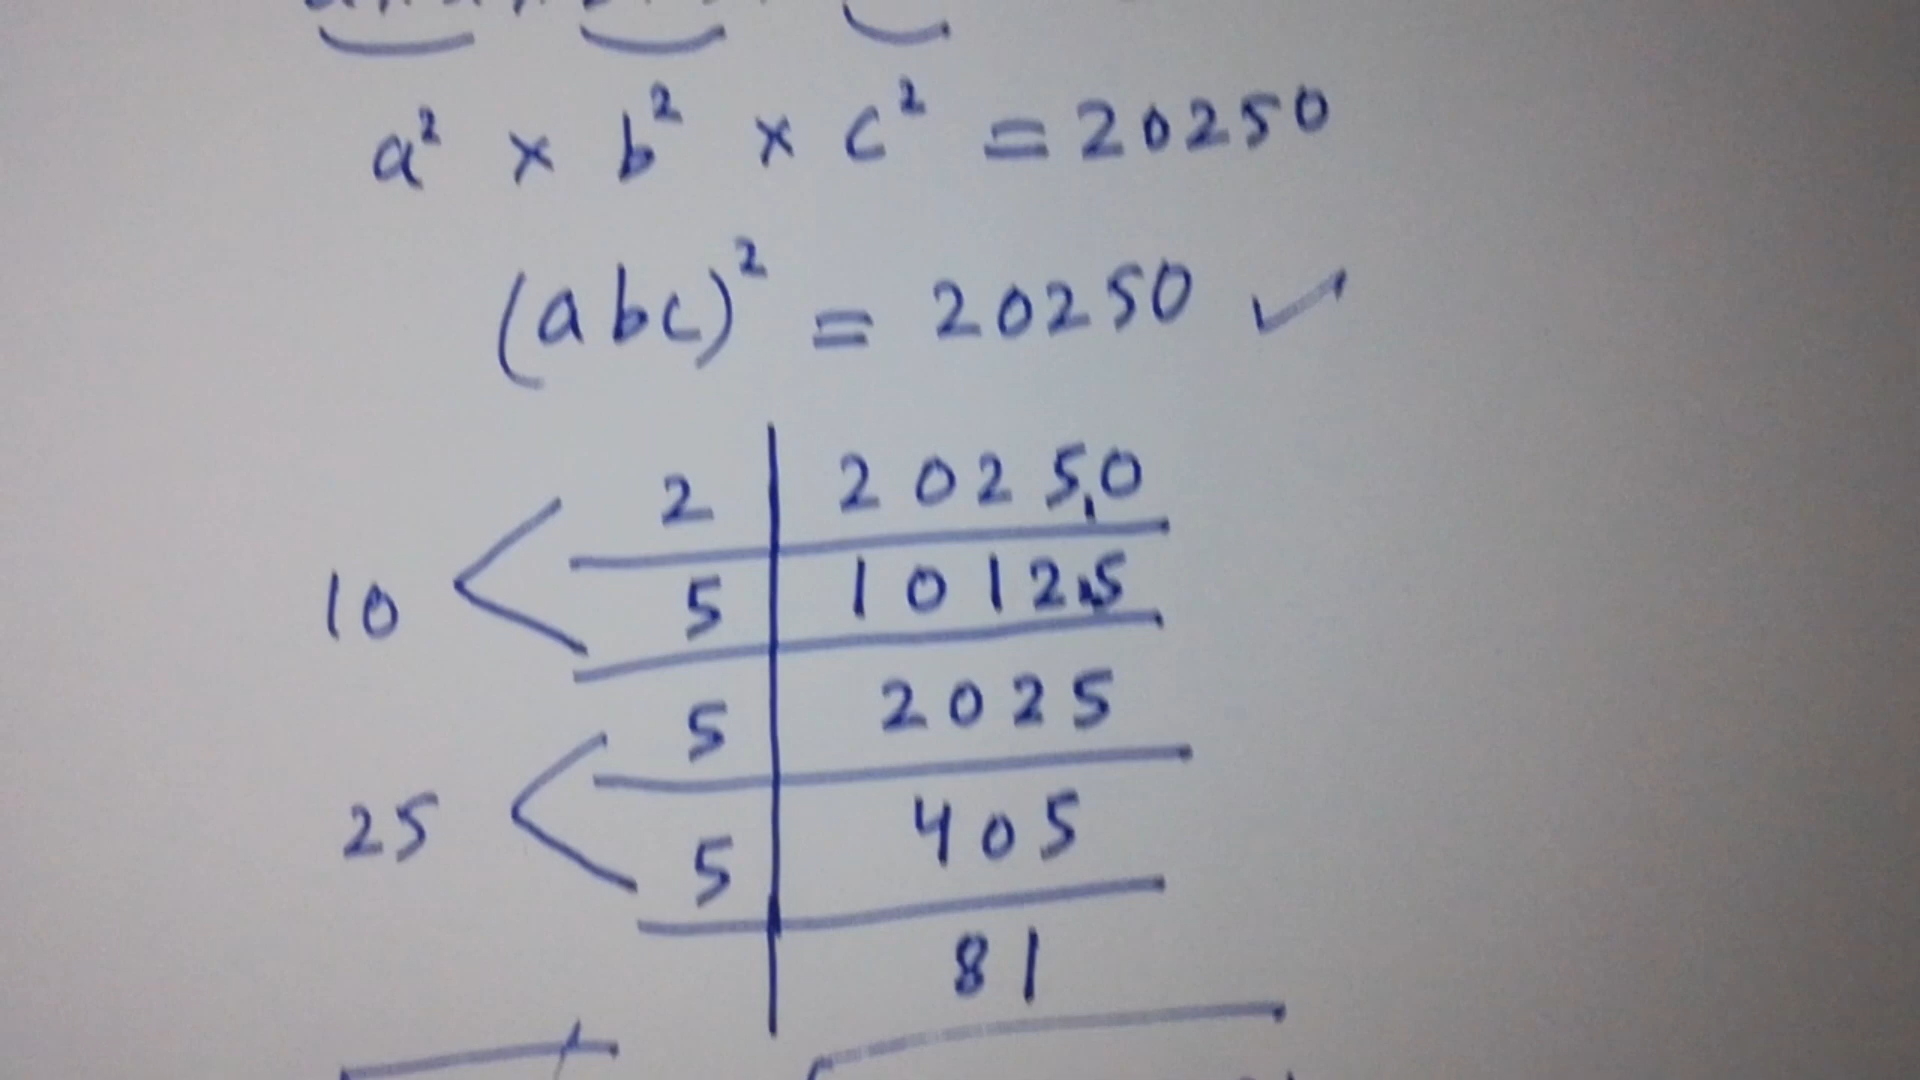 a² × b² × c² = 20250
(abc)² = 20250 ✓
2 | 20250
10 < 5 | 10125
5 | 2025
25 < 5 | 405
81